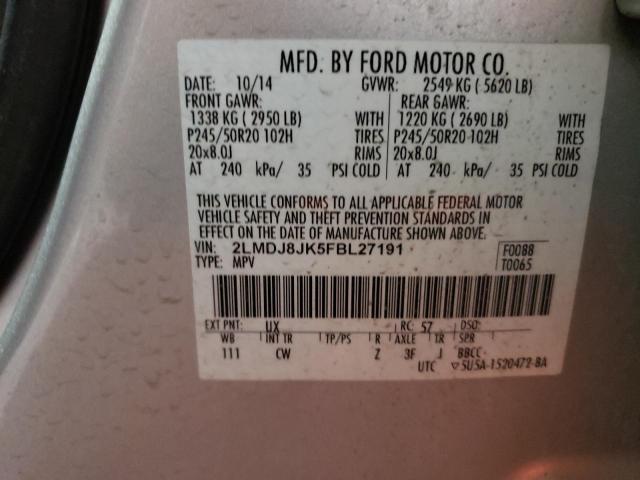 MFD. BY FORD MOTOR CO.
DATE: 10/14 GVWR: 2549 KG ( 5620 LB)
FRONT GAWR: REAR GAWR:
1338 KG ( 2950 LB) WITH 1220 KG ( 2690 LB) WITH
P245/50R20 102H TIRES P245/50R20 102H TIRES
20x8.0J RIMS 20x8.0J RIMS
AT 240 kPa/ 35 PSI COLD AT 240 kPa/ 35 PSI COLD
THIS VEHICLE CONFORMS TO ALL APPLICABLE FEDERAL MOTOR
VEHICLE SAFETY AND THEFT PREVENTION STANDARDS IN
EFFECT ON THE DATE OF MANUFACTURE SHOWN ABOVE.
VIN: 2LMDJ8JK5FBL27191 F0088
TYPE: MPV T0065
EXT PNT: UX RC: 57 DSO:
WB INT TR TP/PS R AXLE TR SPR
111 CW Z 3F J BBCC
UTC ▽5U5A-1520472-BA